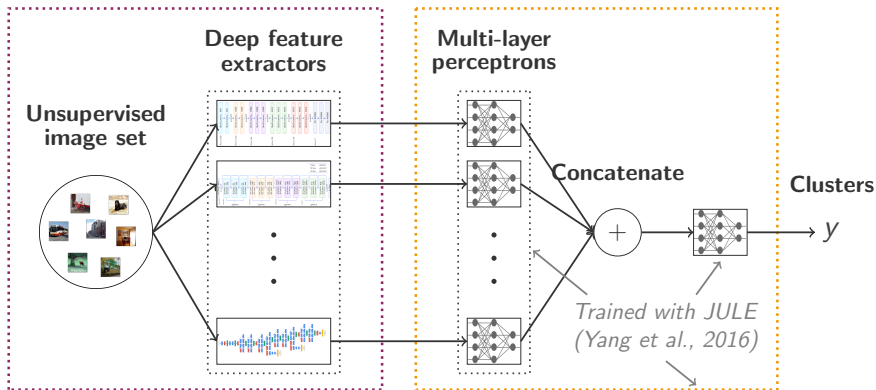 Deep feature
extractors
Multi-layer
perceptrons
Unsupervised
image set
Concatenate
Clusters
+
y
Trained with JULE
(Yang et al., 2016)